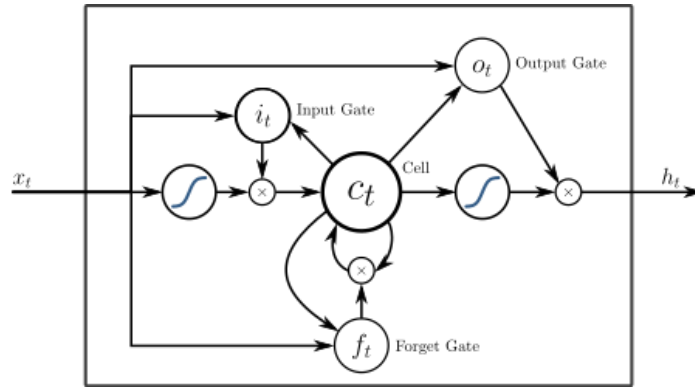 o_t Output Gate
i_t Input Gate
x_t
×
c_t
Cell
×
h_t
×
f_t Forget Gate